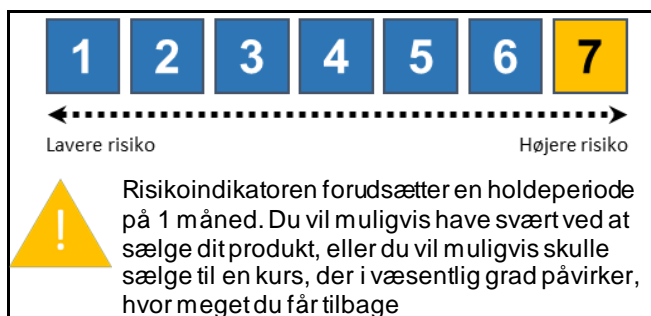 1 2 3 4 5 6 7
Lavere risiko Højere risiko
! Risikoindikatoren forudsætter en holdeperiode
på 1 måned. Du vil muligvis have svært ved at
sælge dit produkt, eller du vil muligvis skulle
sælge til en kurs, der i væsentlig grad påvirker,
hvor meget du får tilbage